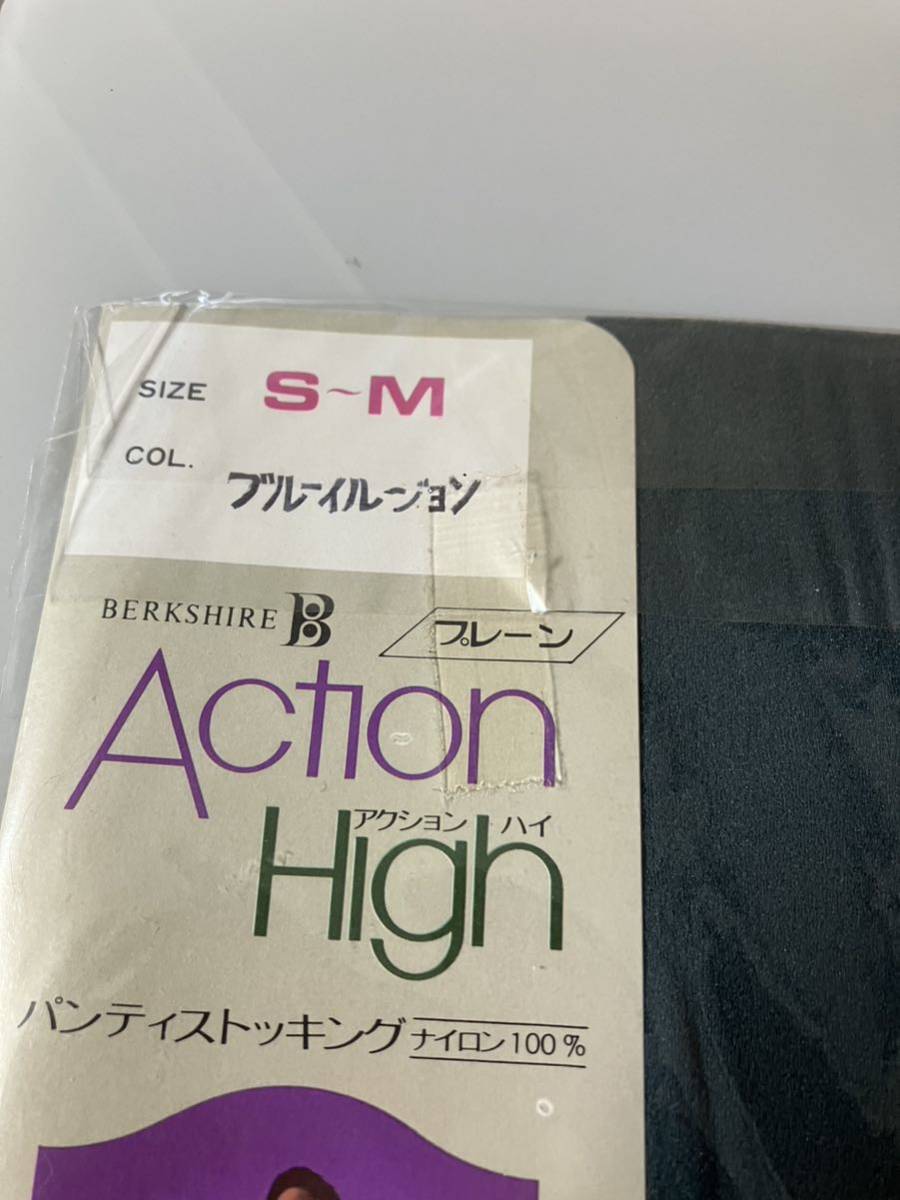 SIZE S~M
COL. ブルーイルージョン
BERKSHIRE B プレーン
Action
アクション ハイ
High
パンティストッキング ナイロン100%